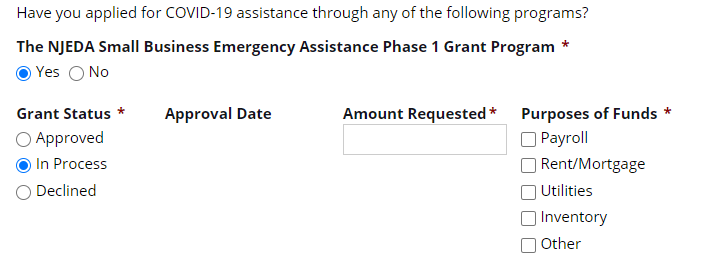 Have you applied for COVID-19 assistance through any of the following programs?
The NJEDA Small Business Emergency Assistance Phase 1 Grant Program *
Yes No
Grant Status * Approval Date Amount Requested * Purposes of Funds *
Approved Payroll
In Process Rent/Mortgage
Declined Utilities
Inventory
Other